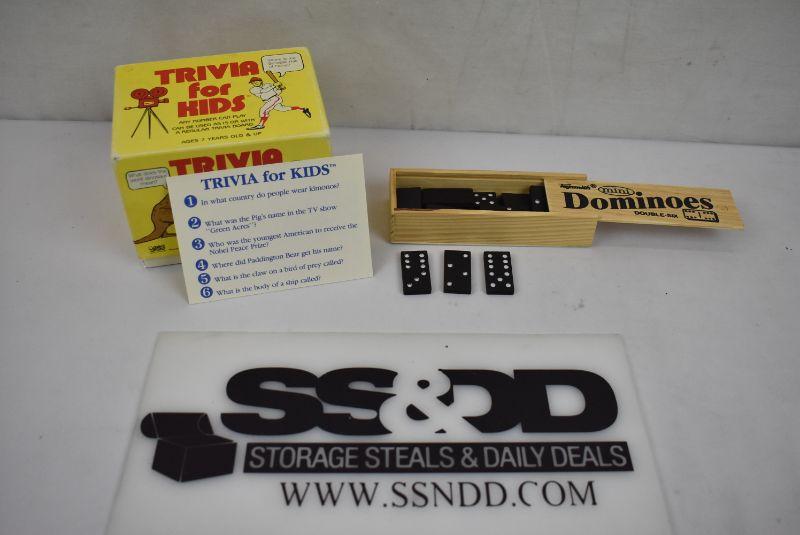 TRIVIA
for
KIDS
ANY NUMBER CAN PLAY
CAN BE USED AS IS OR WITH
A REGULAR TRIVIA BOARD
AGES 7 YEARS OLD & UP
TRIVIA
TRIVIA for KIDS™
1 In what country do people wear kimonos?
2 What was the Pig's name in the TV show
"Green Acres"?
3 Who was the youngest American to receive the
Nobel Peace Prize?
4 Where did Paddington Bear get his name?
5 What is the claw on a bird of prey called?
6 What is the body of a ship called?
mini
Dominoes
DOUBLE-SIX
SS&DD
STORAGE STEALS & DAILY DEALS
WWW.SSNDD.COM